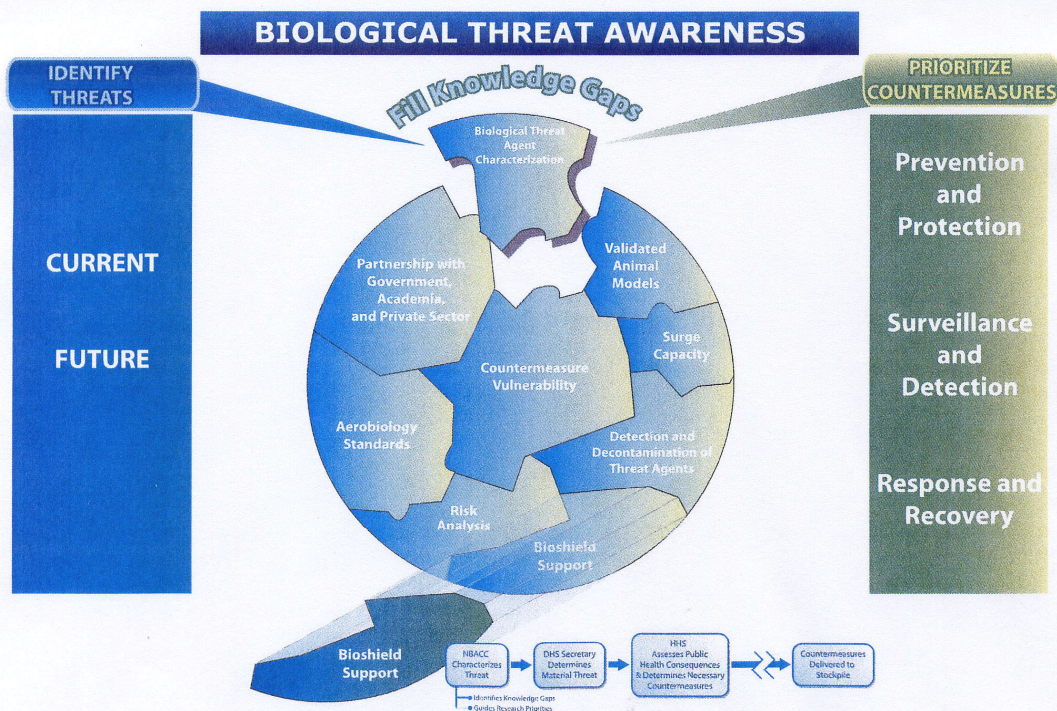 BIOLOGICAL THREAT AWARENESS
IDENTIFY
THREATS
CURRENT
FUTURE
Fill Knowledge Gaps
Biological Threat
Agent
Characterization
Partnership with
Government,
Academia,
and Private Sector
Validated
Animal
Models
Surge
Capacity
Countermeasure
Vulnerability
Aerobiology
Standards
Detection and
Decontamination of
Threat Agents
Risk
Analysis
Bioshield
Support
Bioshield
Support
NBACC
Characterizes
Threat
Identifies Knowledge Gaps
Guides Research Priorities
DHS Secretary
Determines
Material Threat
HHS
Assesses Public
Health Consequences
& Determines Necessary
Countermeasures
Countermeasures
Delivered to
Stockpile
PRIORITIZE
COUNTERMEASURES
Prevention
and
Protection
Surveillance
and
Detection
Response and
Recovery